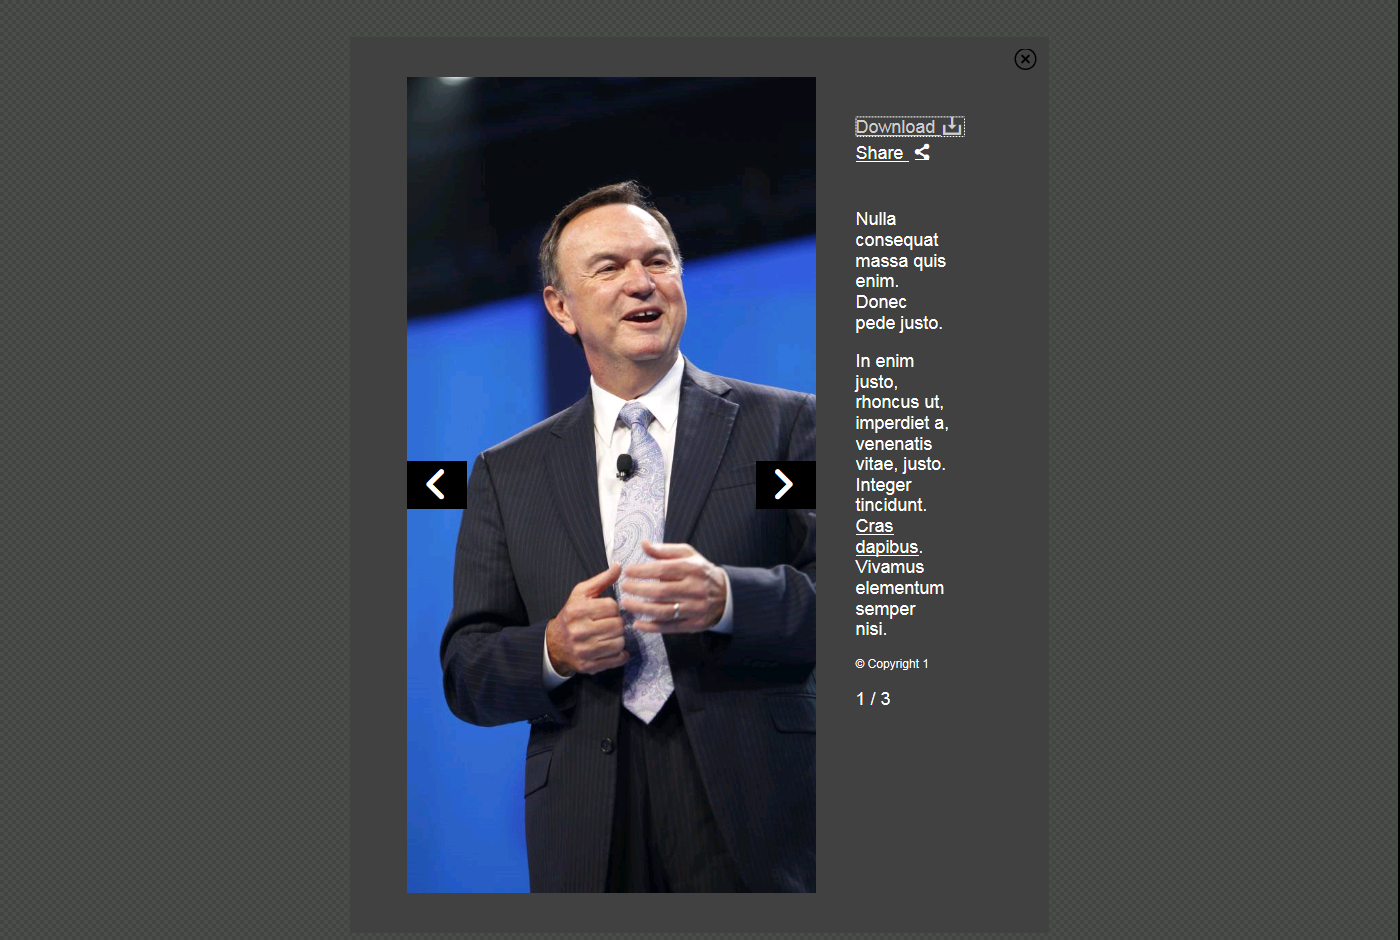 Download
Share
Nulla
consequat
massa quis
enim.
Donec
pede justo.
In enim
justo,
rhoncus ut,
imperdiet a,
venenatis
vitae, justo.
Integer
tincidunt.
Cras
dapibus.
Vivamus
elementum
semper
nisi.
© Copyright 1
1 / 3